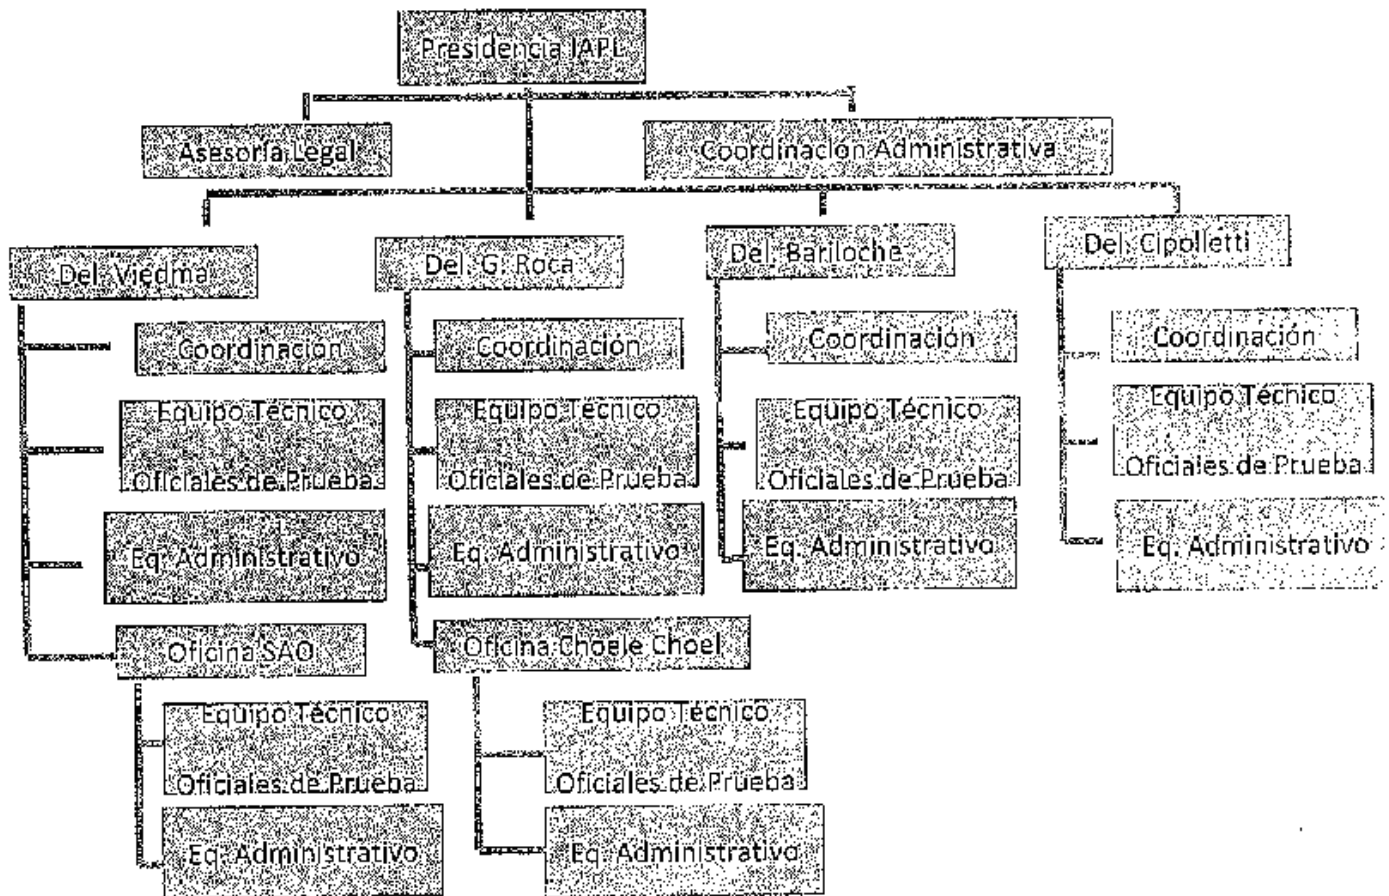 Presidencia IAPL
Asesoría Legal
Coordinación Administrativa
Del. Viedma
Del. G. Roca
Del. Bariloche
Del. Cipolletti
Coordinación
Coordinación
Coordinación
Coordinación
Equipo Técnico
Oficiales de Prueba
Equipo Técnico
Oficiales de Prueba
Equipo Técnico
Oficiales de Prueba
Equipo Técnico
Oficiales de Prueba
Eq. Administrativo
Eq. Administrativo
Eq. Administrativo
Eq. Administrativo
Oficina SAO
Oficina Choele Choel
Equipo Técnico
Oficiales de Prueba
Equipo Técnico
Oficiales de Prueba
Eq. Administrativo
Eq. Administrativo